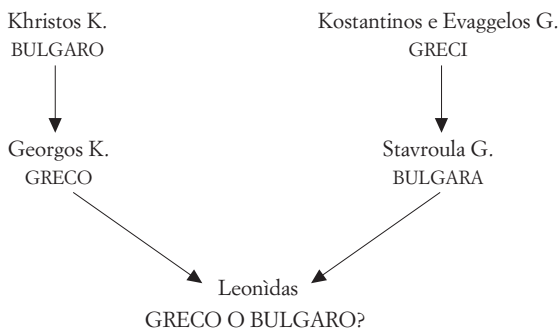 Khristos K.
BULGARO
Kostantinos e Evaggelos G.
GRECI
Georgos K.
GRECO
Stavroula G.
BULGARA
Leonìdas
GRECO O BULGARO?